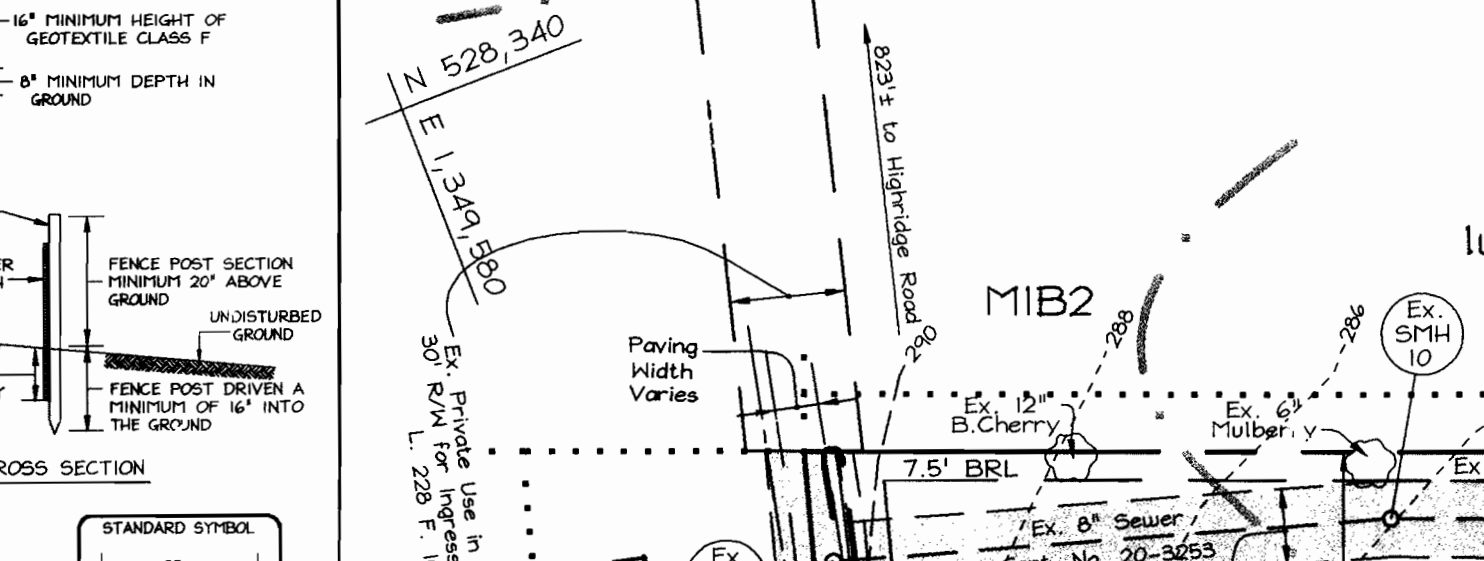 16" MINIMUM HEIGHT OF
GEOTEXTILE CLASS F
8" MINIMUM DEPTH IN
GROUND
FENCE POST SECTION
MINIMUM 20" ABOVE
GROUND
UNDISTURBED
GROUND
FENCE POST DRIVEN A
MINIMUM OF 16" INTO
THE GROUND
SECTION
STANDARD SYMBOL
N 528,340
E 1,349,580
823'± to Highridge Road
Ex. Private Use in
30' R/W for Ingress
L. 228 F.
Paving
Width
Varies
290
MIB2
288
286
Ex.
SMH
10
Ex. 12"
B.Cherry
Ex. 6"
Mulberry
7.5' BRL
Ex
Ex. 8" Sewer
No. 20-3253
Ex